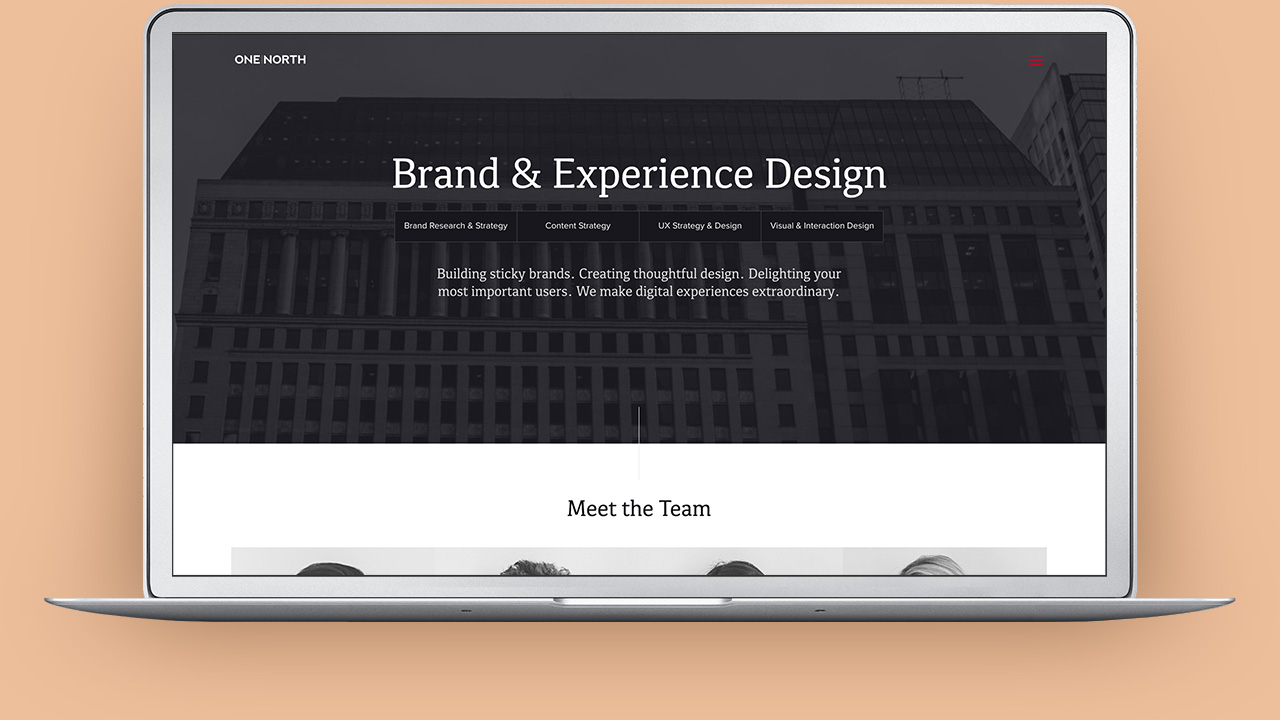 ONE NORTH
Brand & Experience Design
Brand Research & Strategy
Content Strategy
UX Strategy & Design
Visual & Interaction Design
Building sticky brands. Creating thoughtful design. Delighting your
most important users. We make digital experiences extraordinary.
Meet the Team